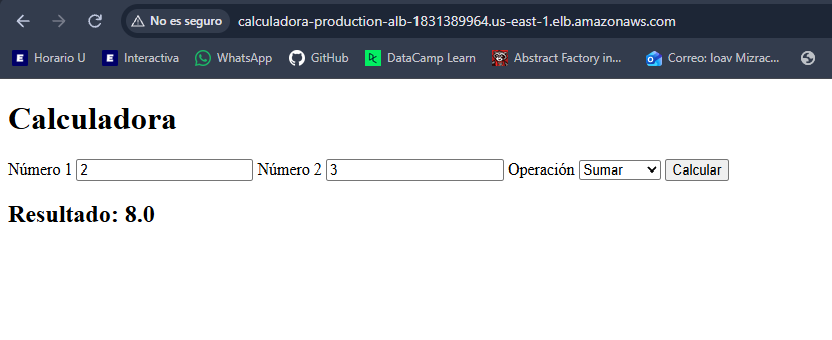 No es seguro calculadora-production-alb-1831389964.us-east-1.elb.amazonaws.com
Horario U Interactiva WhatsApp GitHub DataCamp Learn Abstract Factory in... Correo: Ioav Mizrac...
Calculadora
Número 1 2 Número 2 3 Operación Sumar Calcular
Resultado: 8.0